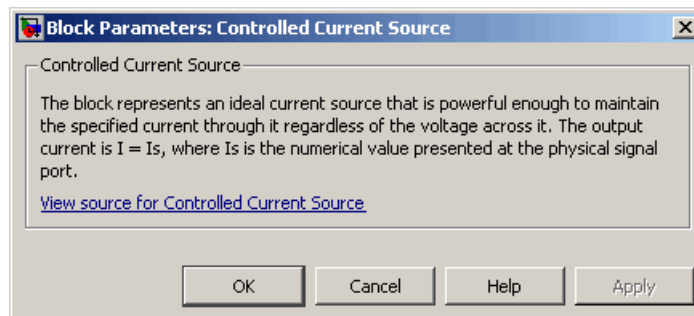 Block Parameters: Controlled Current Source
Controlled Current Source
The block represents an ideal current source that is powerful enough to maintain
the specified current through it regardless of the voltage across it. The output
current is I = Is, where Is is the numerical value presented at the physical signal
port.
View source for Controlled Current Source
OK
Cancel
Help
Apply